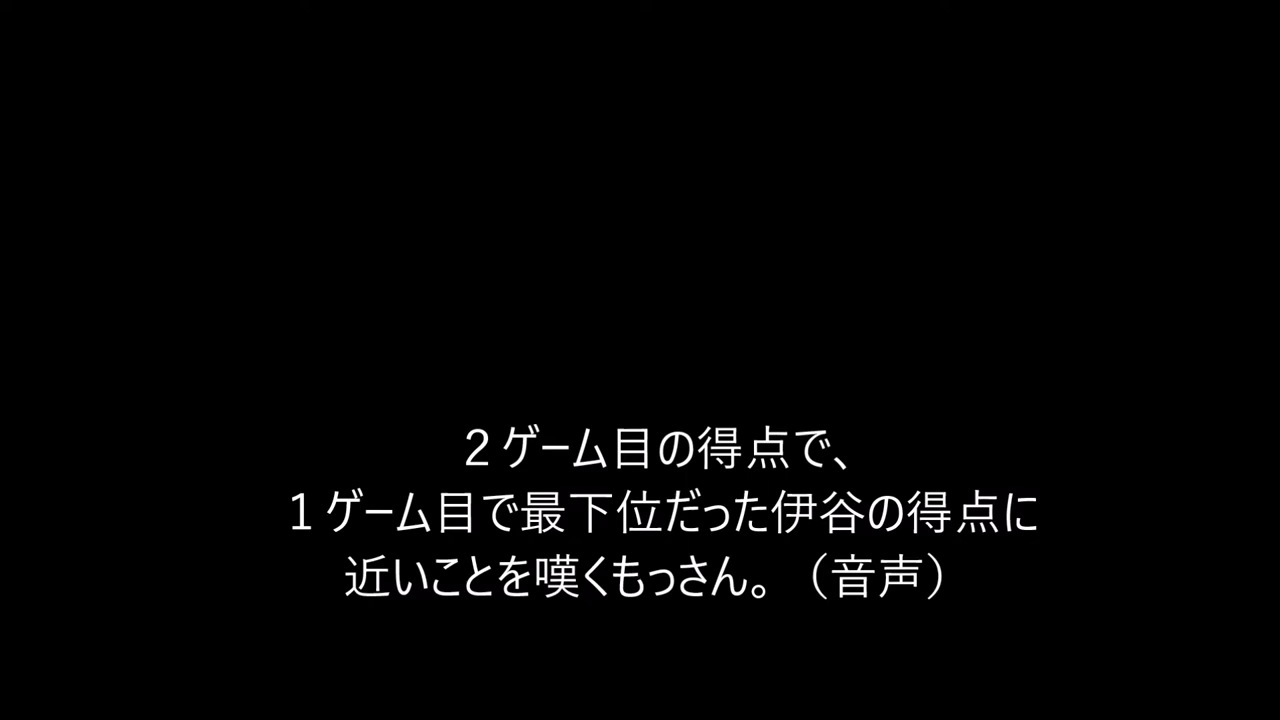 ２ゲーム目の得点で、
１ゲーム目で最下位だった伊谷の得点に
近いことを嘆くもっさん。（音声）